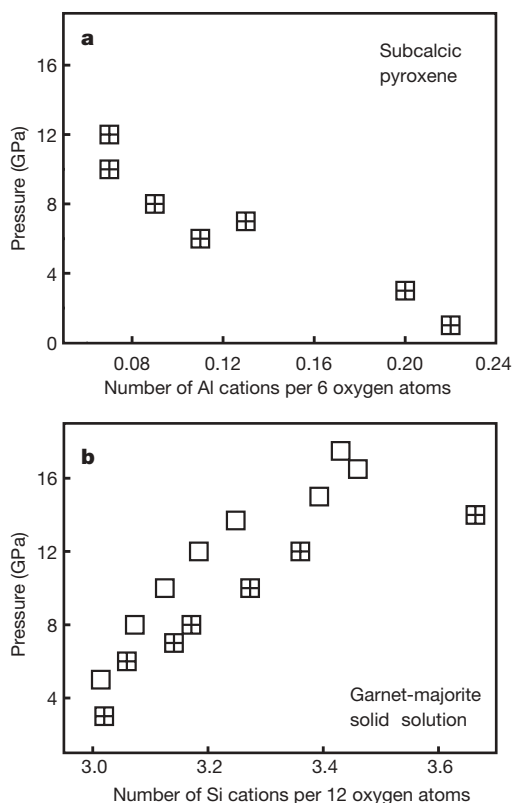 a
Subcalcic
pyroxene
Pressure (GPa)
16
12
8
4
0
0.08 0.12 0.16 0.20 0.24
Number of Al cations per 6 oxygen atoms
b
Pressure (GPa)
16
12
8
4
Garnet-majorite
solid solution
3.0 3.2 3.4 3.6
Number of Si cations per 12 oxygen atoms